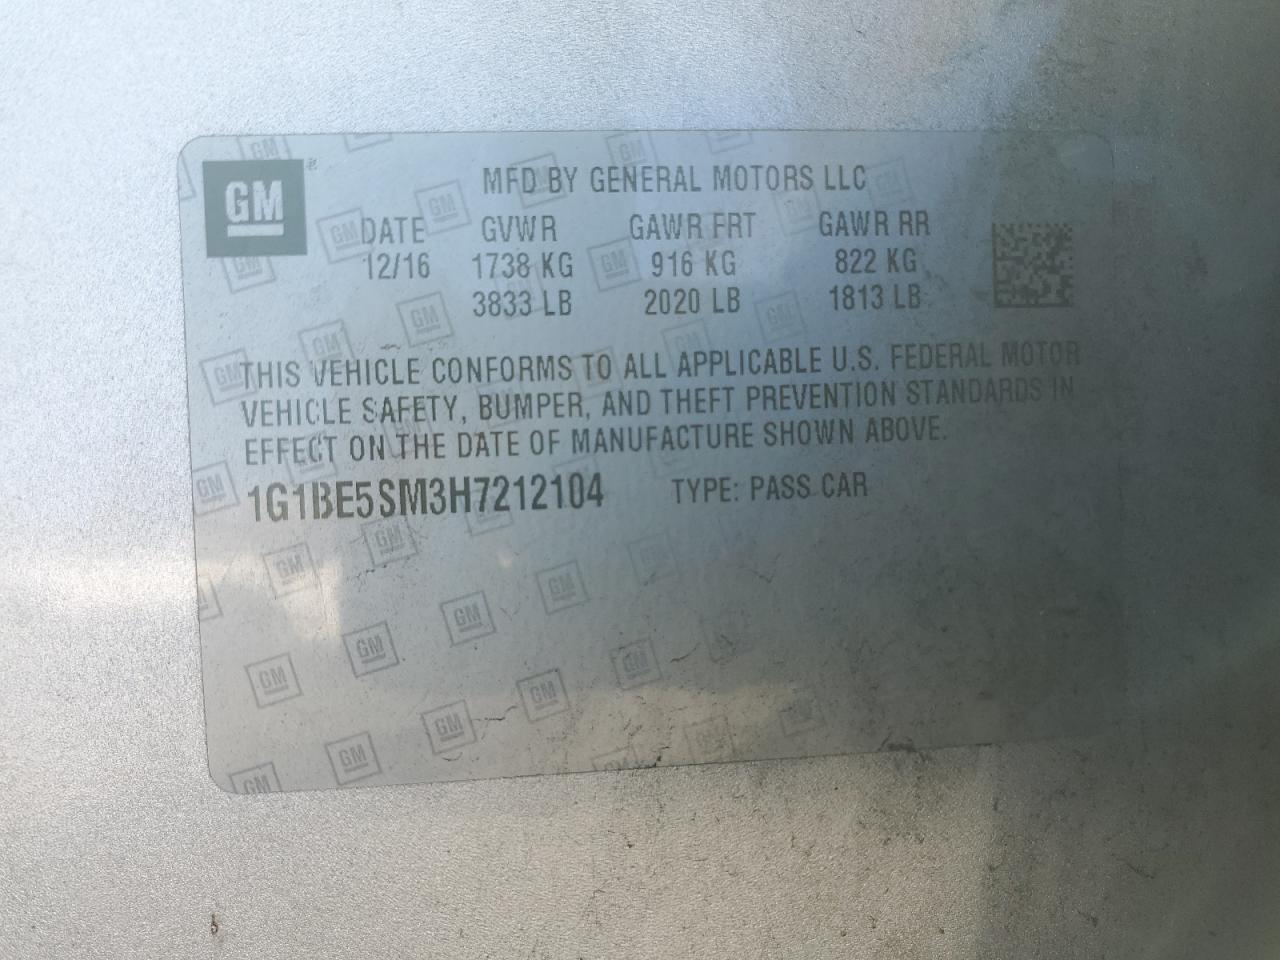 GM
MFD BY GENERAL MOTORS LLC
DATE GVWR GAWR FRT GAWR RR
12/16 1738 KG 916 KG 822 KG
3833 LB 2020 LB 1813 LB
THIS VEHICLE CONFORMS TO ALL APPLICABLE U.S. FEDERAL MOTOR
VEHICLE SAFETY, BUMPER, AND THEFT PREVENTION STANDARDS IN
EFFECT ON THE DATE OF MANUFACTURE SHOWN ABOVE.
1G1BE5SM3H7212104 TYPE: PASS CAR